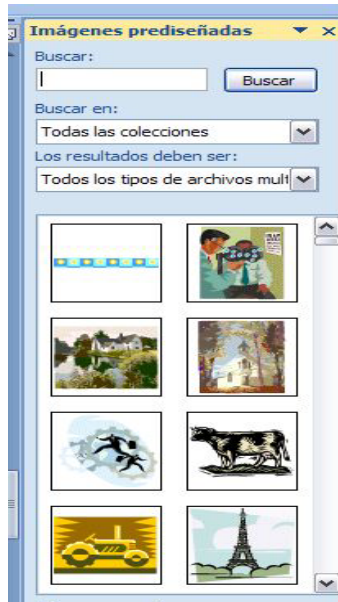 Imágenes prediseñadas
Buscar:
Buscar
Buscar en:
Todas las colecciones
Los resultados deben ser:
Todos los tipos de archivos mult